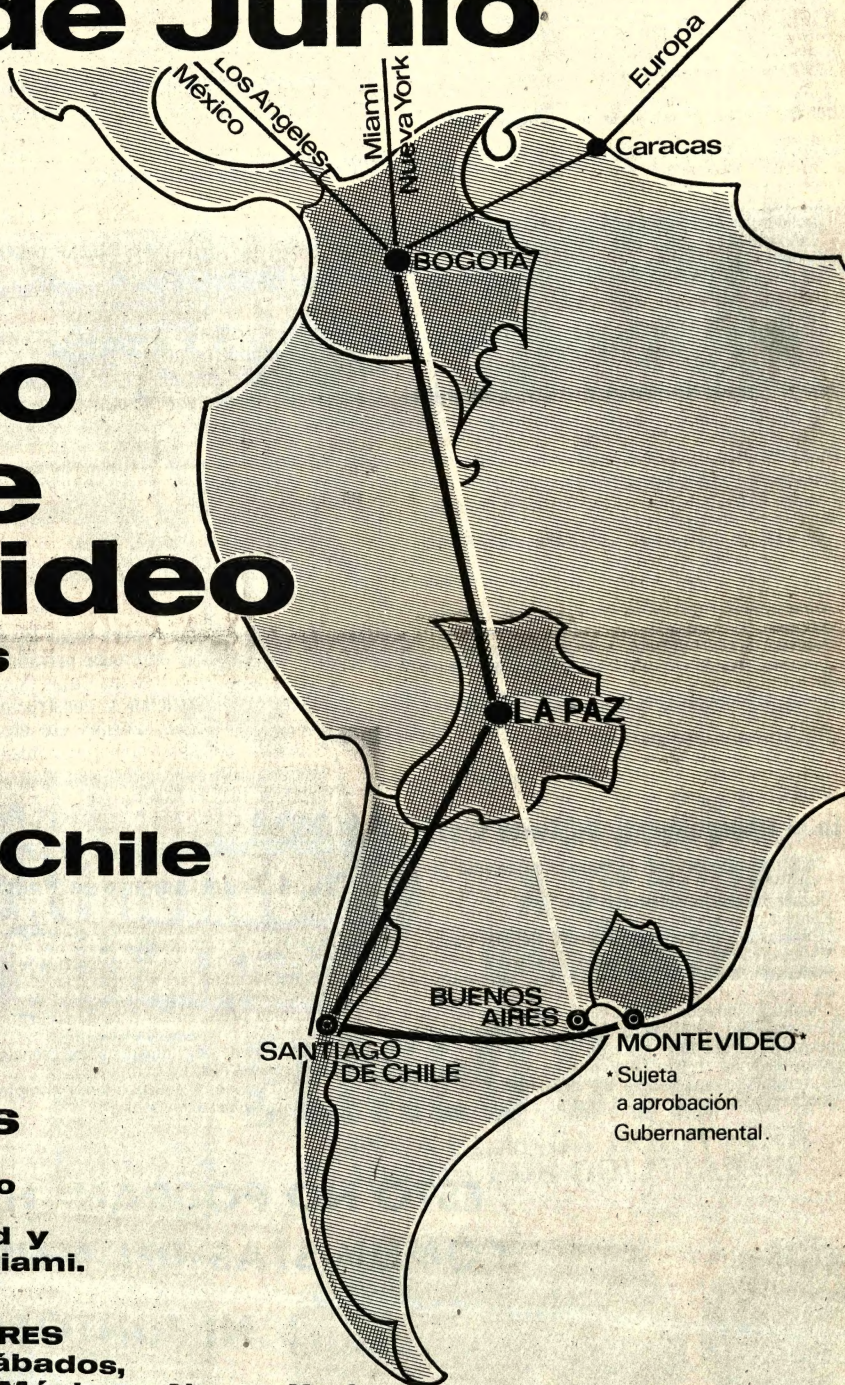 de Junio
México
Los Angeles
Miami
Nueva York
Europa
Caracas
BOGOTA
o
e
ideo
s
LA PAZ
Chile
BUENOS
AIRES
MONTEVIDEO*
SANTIAGO
DE CHILE
* Sujeta
a aprobación
Gubernamental.
s
o
d y
iami.
RES
ábados,